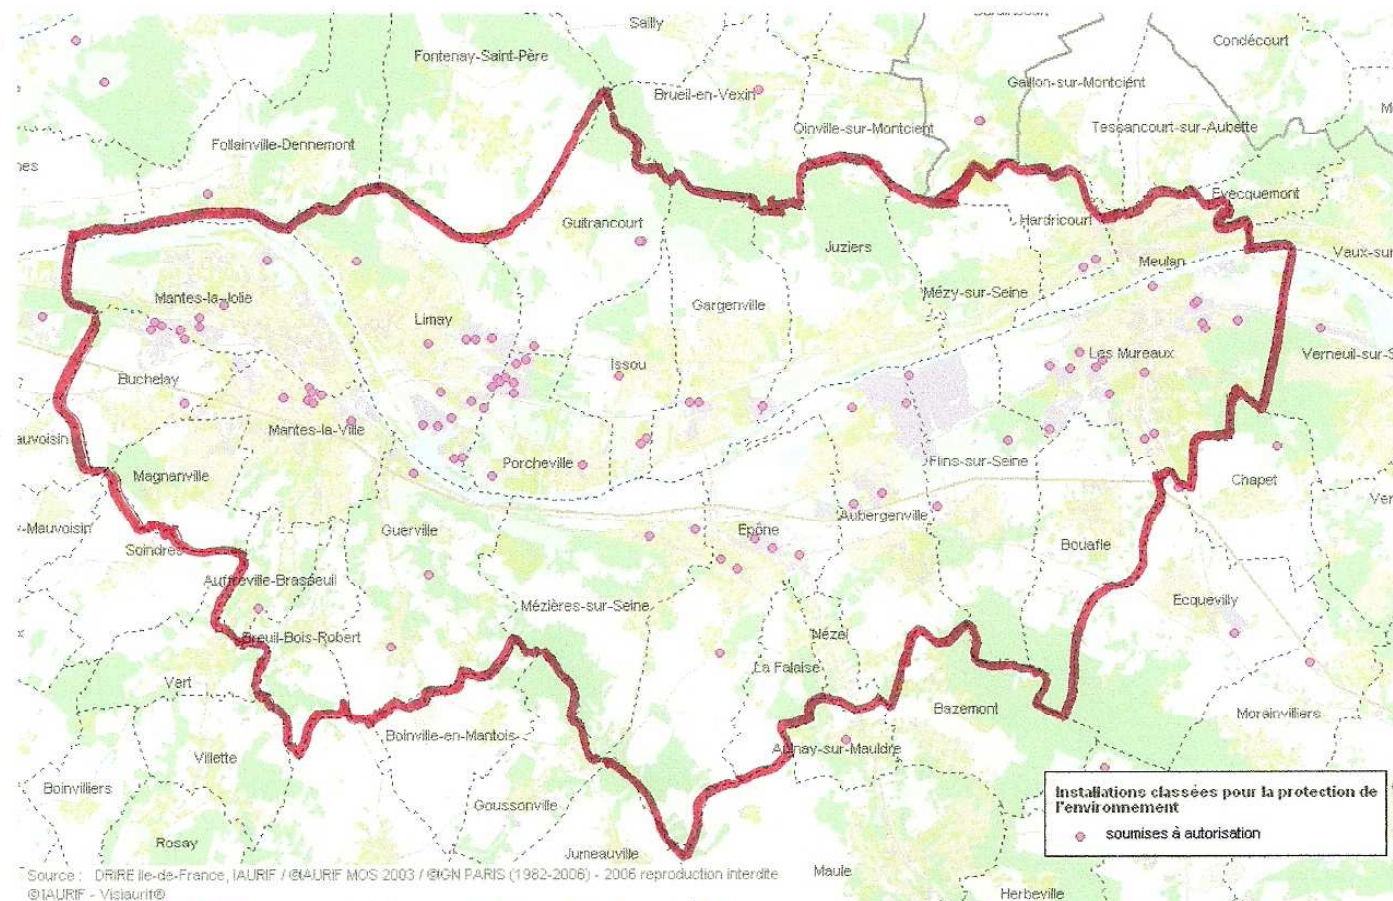 Sailly
Condécourt
Fontenay-Saint-Père
Gaillon-sur-Montcient
Brueil-en-Vexin
Oinville-sur-Montcient
Tessancourt-sur-Aubette
Follainville-Dennemont
nes
Evecquemont
Guitrancourt
Hardricourt
Juziers
Vaux-sur
Meulan
Mantes-la-Jolie
Mézy-sur-Seine
Gargenville
Limay
Les Mureaux
Verneuil-sur-S
Issou
Buchelay
Mantes-la-Ville
auvoisin
Flins-sur-Seine
Porcheville
Magnanville
Chapet
Ver
Aubergenville
-Mauvoisin
Guerville
Epône
Bouafle
Soindres
Auffreville-Brasseuil
Ecquevilly
Mézières-sur-Seine
Breuil-Bois-Robert
Nézel
La Falaise
Vert
Bazemont
Morainvilliers
Boinville-en-Mantois
Aulnay-sur-Mauldre
Villette
Boinvilliers
Goussonville
Installations classées pour la protection de
l'environnement
soumises à autorisation
Rosay
Jumeauville
Maule
Herbeville
Source : DRIRE Ile-de-France, IAURIF / ©IAURIF MOS 2003 / ©IGN PARIS (1982-2006) - 2006 reproduction interdite
©IAURIF - Visiaurif®